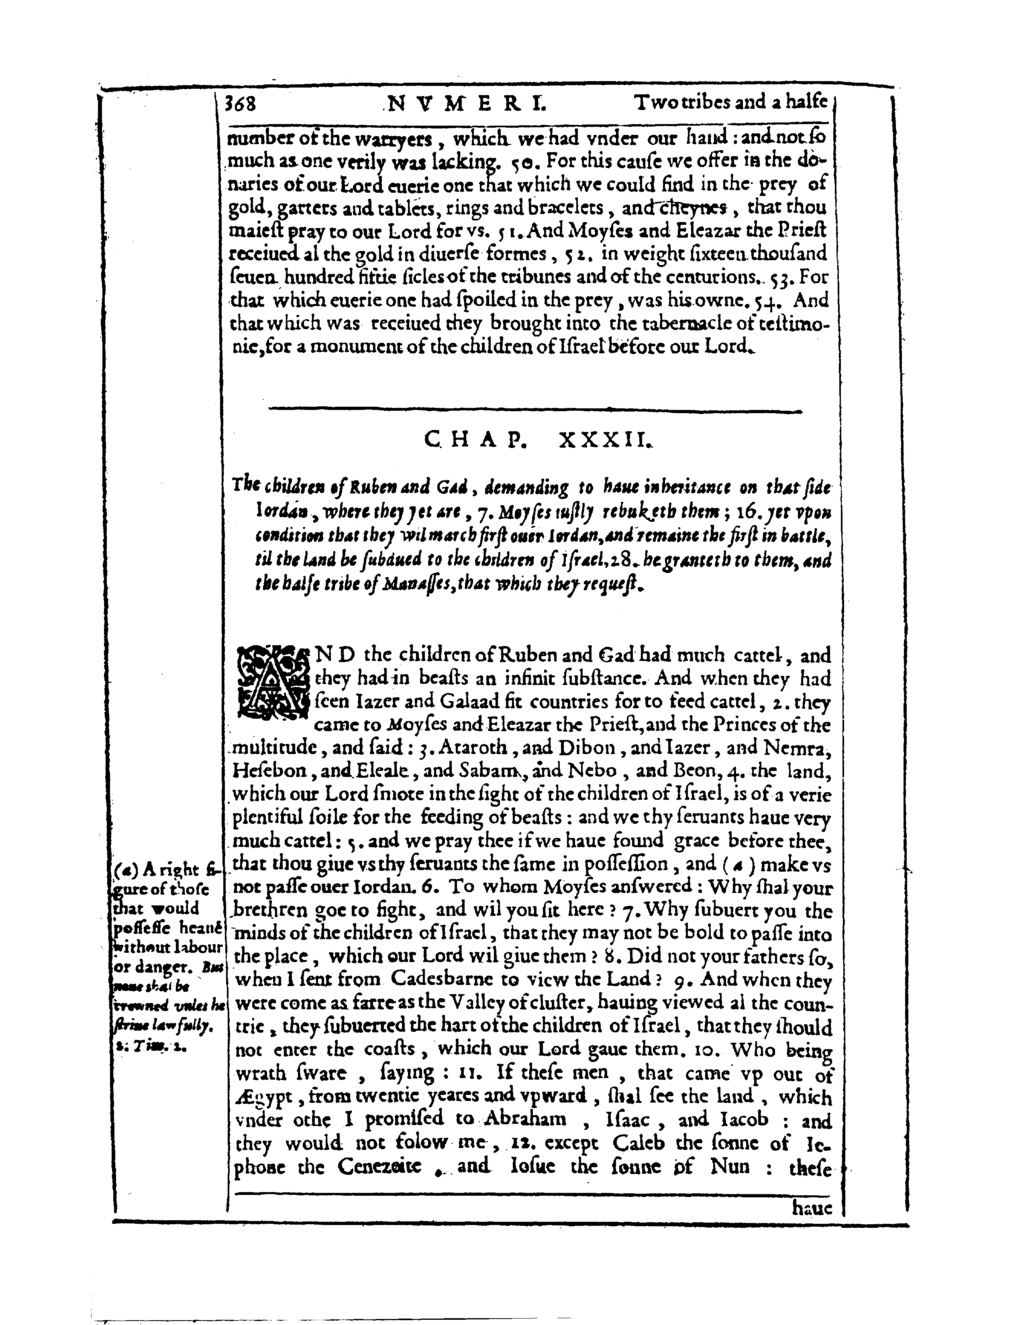 368 NVMERI. Two tribes and a halfe
number of the warryers, which we had vnder our hand: and not ſo
much as one verily was lacking. 50. For this cauſe we offer in the do-
naries of our Lord euerie one that which we could find in the prey of
gold, garters and tablets, rings and bracelets, and cheynes, that thou
maieſt pray to our Lord for vs. 51. And Moyſes and Eleazar the Prieſt
receiued al the gold in diuerſe formes, 52. in weight ſixteen thouſand
ſeuen hundred fiftie ſicles of the tribunes and of the centurions. 53. For
that which euerie one had ſpoiled in the prey, was his owne. 54. And
that which was receiued they brought into the tabernacle of teſtimo-
nie, for a monument of the children of Iſrael before our Lord.
CHAP. XXXII.
The children of Ruben and Gad, demanding to haue inheritance on that ſide
Iordan, where they yet are, 7. Moyſes iuſtly rebuketh them; 16. yet vpon
condition that they wil march firſt ouer Iordan, and remaine the firſt in battle,
til the land be ſubdued to the children of Iſrael, 28. he granteth to them, and
the halfe tribe of Manaſſes, that which they requeſt.
AND the children of Ruben and Gad had much cattel, and
they had in beaſts an infinit ſubſtance. And when they had
ſeen Iazer and Galaad fit countries for to feed cattel, 2. they
came to Moyſes and Eleazar the Prieſt, and the Princes of the
multitude, and ſaid: 3. Ataroth, and Dibon, and Iazer, and Nemra,
Heſebon, and Eleale, and Sabam, and Nebo, and Beon, 4. the land,
which our Lord ſmote in the ſight of the children of Iſrael, is of a verie
plentiful ſoile for the feeding of beaſts: and we thy ſeruants haue very
much cattel: 5. and we pray thee if we haue found grace before thee,
that thou giue vs thy ſeruants the ſame in poſſeſſion, and (a) make vs
not paſſe ouer Iordan. 6. To whom Moyſes anſwered: Why ſhal your
brethren goe to fight, and wil you ſit here? 7. Why ſubuert you the
minds of the children of Iſrael, that they may not be bold to paſſe into
the place, which our Lord wil giue them? 8. Did not your fathers ſo,
when I ſent from Cadesbarne to view the Land? 9. And when they
were come as farre as the Valley of cluſter, hauing viewed al the coun-
trie, they ſubuerted the hart of the children of Iſrael, that they ſhould
not enter the coaſts, which our Lord gaue them. 10. Who being
wrath ſware, ſaying: 11. If theſe men, that came vp out of
Ægypt, from twentie yeares and vpward, ſhal ſee the land, which
vnder othe I promiſed to Abraham, Iſaac, and Iacob: and
they would not folow me, 12. except Caleb the ſonne of Ie-
phone the Cenezeite, and Ioſue the ſonne of Nun: theſe
haue
(a) A right fi-
gure of thoſe
that would
poſſeſſe heauē
without labour
or danger. But
none shal be
crowned vnles he
ſtriue lawfully.
2. Tim. 2.